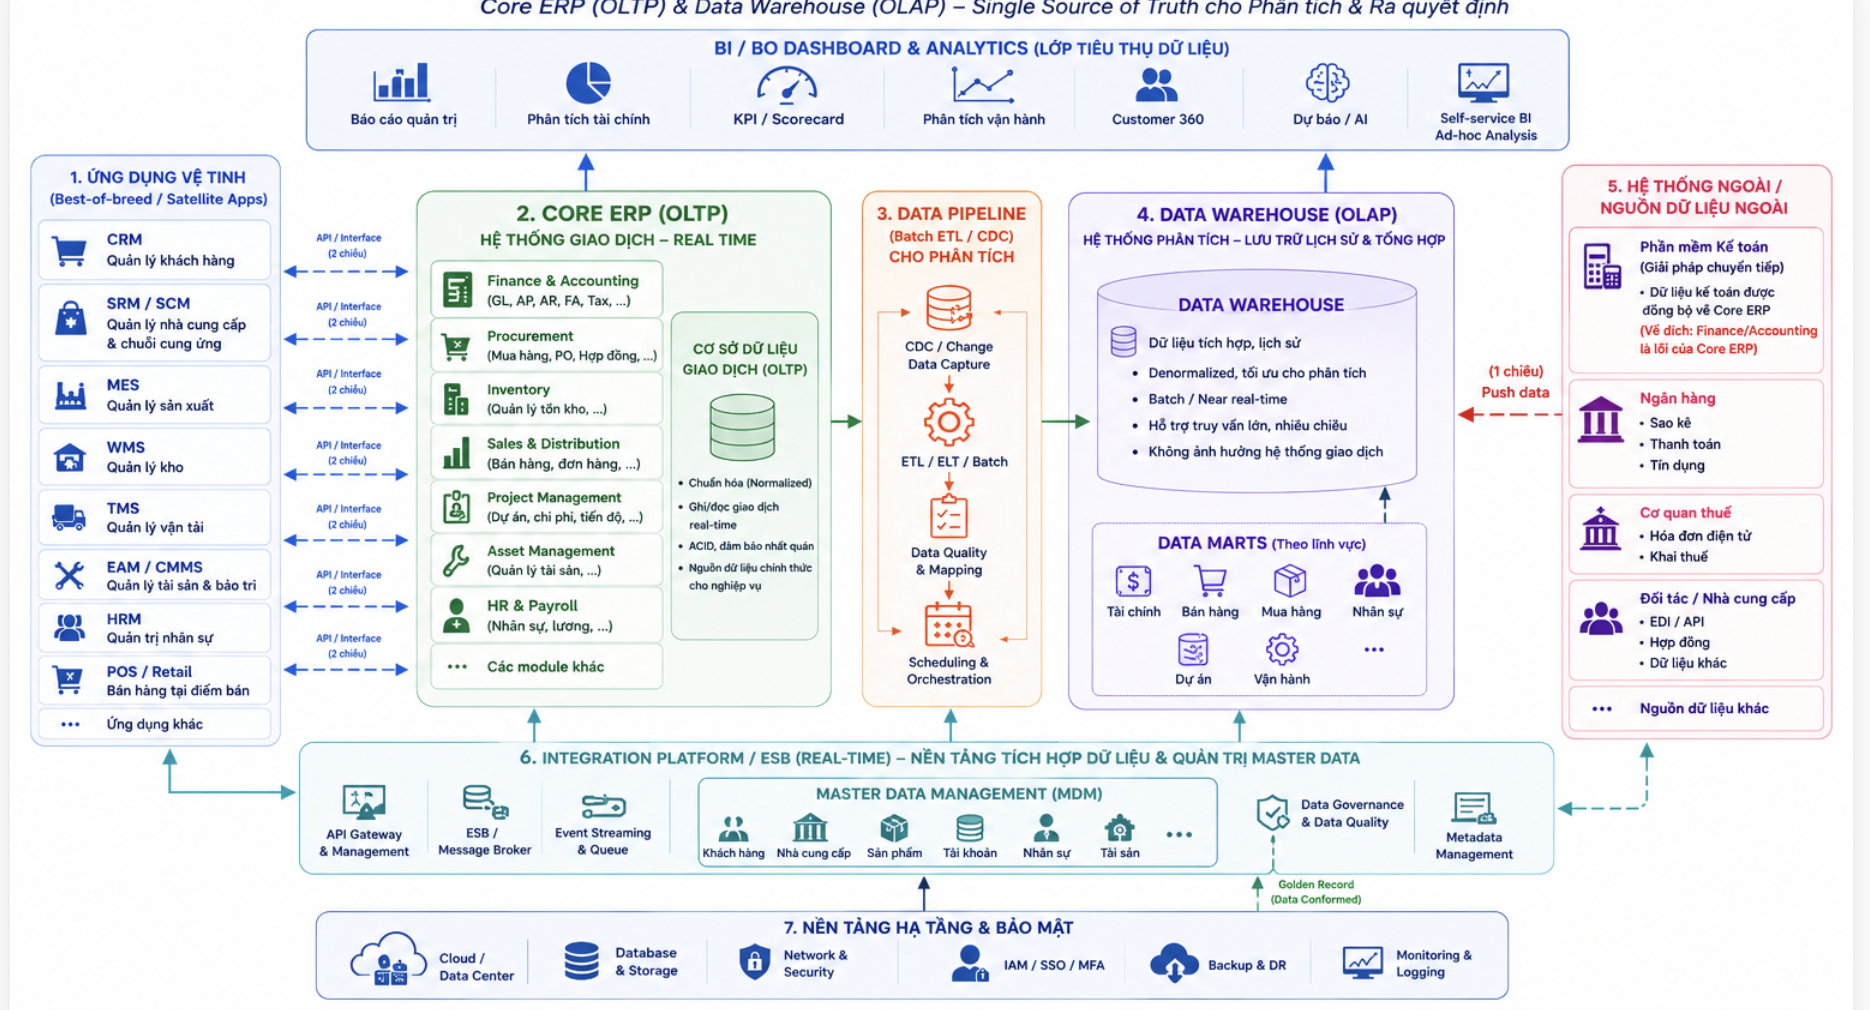 Core ERP (OLTP) & Data Warehouse (OLAP) – Single Source of Truth cho Phân tích & Ra quyết định
BI / BO DASHBOARD & ANALYTICS (LỚP TIÊU THỤ DỮ LIỆU)
Báo cáo quản trị
Phân tích tài chính
KPI / Scorecard
Phân tích vận hành
Customer 360
Dự báo / AI
Self-service BI
Ad-hoc Analysis
1. ỨNG DỤNG VỆ TINH
(Best-of-breed / Satellite Apps)
CRM
Quản lý khách hàng
SRM / SCM
Quản lý nhà cung cấp
& chuỗi cung ứng
MES
Quản lý sản xuất
WMS
Quản lý kho
TMS
Quản lý vận tải
EAM / CMMS
Quản lý tài sản & bảo trì
HRM
Quản trị nhân sự
POS / Retail
Bán hàng tại điểm bán
••• Ứng dụng khác
API / Interface
(2 chiều)
API / Interface
(2 chiều)
API / Interface
(2 chiều)
API / Interface
(2 chiều)
API / Interface
(2 chiều)
API / Interface
(2 chiều)
API / Interface
(2 chiều)
2. CORE ERP (OLTP)
HỆ THỐNG GIAO DỊCH – REAL TIME
Finance & Accounting
(GL, AP, AR, FA, Tax, ...)
Procurement
(Mua hàng, PO, Hợp đồng, ...)
Inventory
(Quản lý tồn kho, ...)
Sales & Distribution
(Bán hàng, đơn hàng, ...)
Project Management
(Dự án, chi phí, tiến độ, ...)
Asset Management
(Quản lý tài sản, ...)
HR & Payroll
(Nhân sự, lương, ...)
••• Các module khác
CƠ SỞ DỮ LIỆU
GIAO DỊCH (OLTP)
• Chuẩn hóa (Normalized)
• Ghi/đọc giao dịch
real-time
• ACID, đảm bảo nhất quán
• Nguồn dữ liệu chính thức
cho nghiệp vụ
3. DATA PIPELINE
(Batch ETL / CDC)
CHO PHÂN TÍCH
CDC / Change
Data Capture
ETL / ELT / Batch
Data Quality
& Mapping
Scheduling &
Orchestration
4. DATA WAREHOUSE (OLAP)
HỆ THỐNG PHÂN TÍCH – LƯU TRỮ LỊCH SỬ & TỔNG HỢP
DATA WAREHOUSE
Dữ liệu tích hợp, lịch sử
• Denormalized, tối ưu cho phân tích
• Batch / Near real-time
• Hỗ trợ truy vấn lớn, nhiều chiều
• Không ảnh hưởng hệ thống giao dịch
DATA MARTS (Theo lĩnh vực)
Tài chính
Bán hàng
Mua hàng
Nhân sự
Dự án
Vận hành
•••
(1 chiều)
Push data
5. HỆ THỐNG NGOÀI /
NGUỒN DỮ LIỆU NGOÀI
Phần mềm Kế toán
(Giải pháp chuyển tiếp)
• Dữ liệu kế toán được
đồng bộ về Core ERP
(Về đích: Finance/Accounting
là lõi của Core ERP)
Ngân hàng
• Sao kê
• Thanh toán
• Tín dụng
Cơ quan thuế
• Hóa đơn điện tử
• Khai thuế
Đối tác / Nhà cung cấp
• EDI / API
• Hợp đồng
• Dữ liệu khác
••• Nguồn dữ liệu khác
6. INTEGRATION PLATFORM / ESB (REAL-TIME) – NỀN TẢNG TÍCH HỢP DỮ LIỆU & QUẢN TRỊ MASTER DATA
API Gateway
& Management
ESB /
Message Broker
Event Streaming
& Queue
MASTER DATA MANAGEMENT (MDM)
Khách hàng
Nhà cung cấp
Sản phẩm
Tài khoản
Nhân sự
Tài sản
•••
Data Governance
& Data Quality
Metadata
Management
Golden Record
(Data Conformed)
7. NỀN TẢNG HẠ TẦNG & BẢO MẬT
Cloud /
Data Center
Database
& Storage
Network &
Security
IAM / SSO / MFA
Backup & DR
Monitoring &
Logging